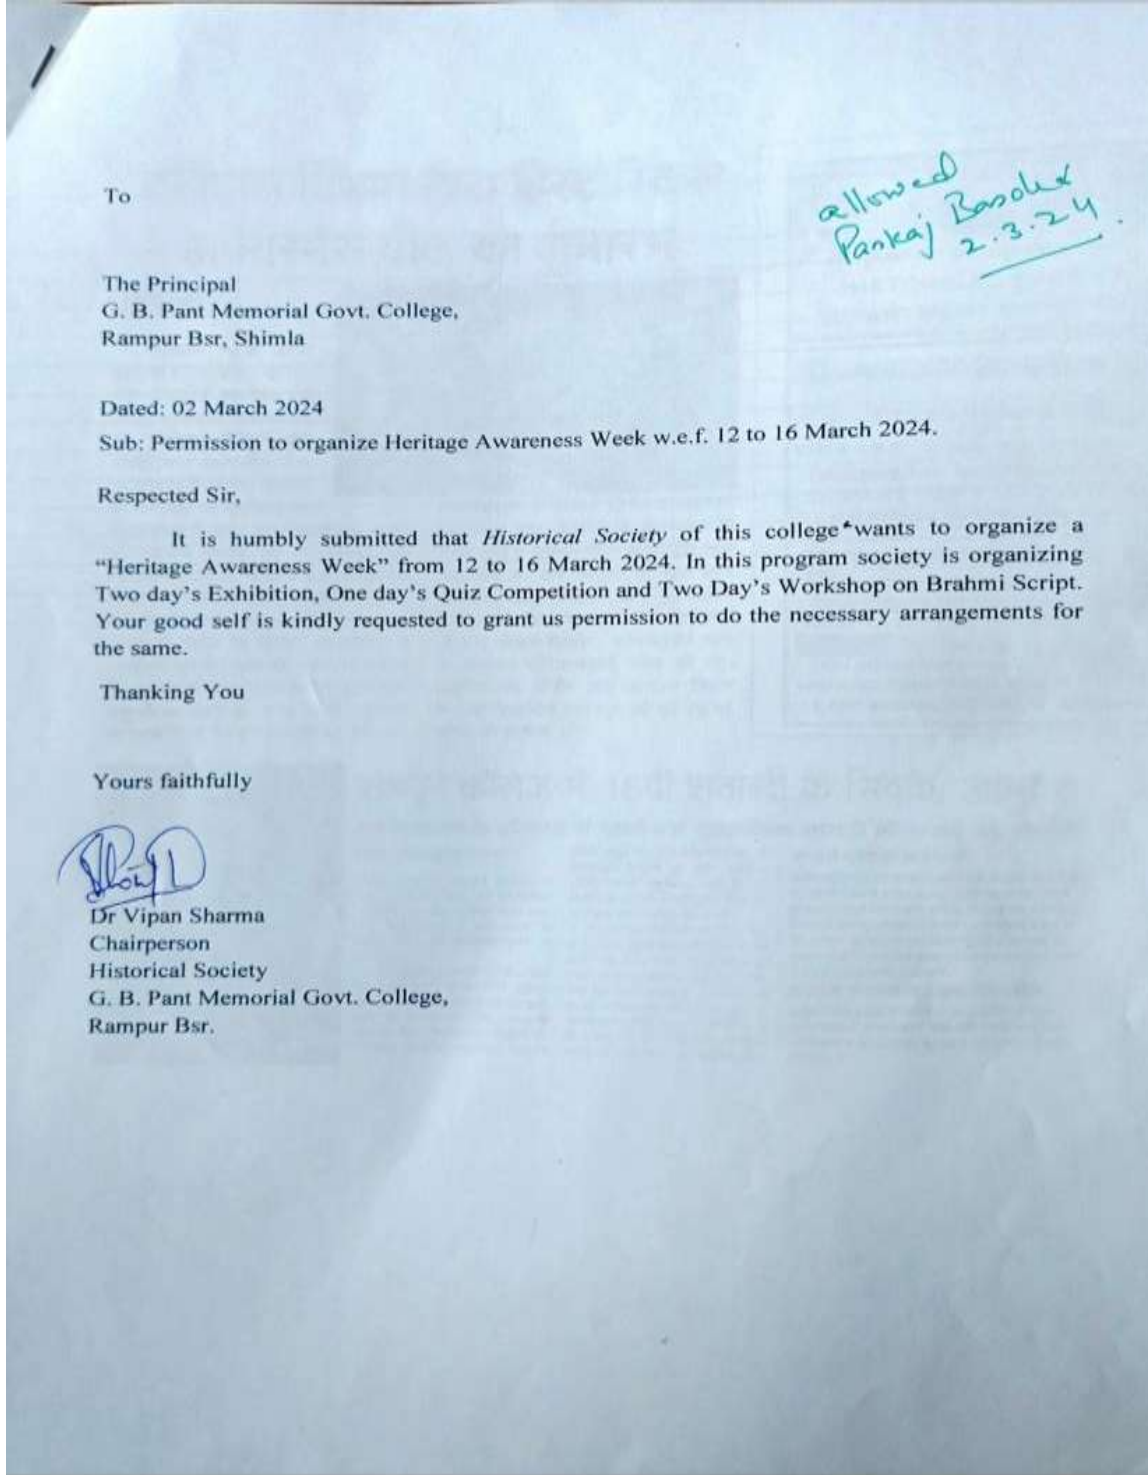 allowed
Pankaj
2.3.24
To
The Principal
G. B. Pant Memorial Govt. College,
Rampur Bsr, Shimla
Dated: 02 March 2024
Sub: Permission to organize Heritage Awareness Week w.e.f. 12 to 16 March 2024.
Respected Sir,
It is humbly submitted that Historical Society of this college wants to organize a
“Heritage Awareness Week” from 12 to 16 March 2024. In this program society is organizing
Two day’s Exhibition, One day’s Quiz Competition and Two Day’s Workshop on Brahmi Script.
Your good self is kindly requested to grant us permission to do the necessary arrangements for
the same.
Thanking You
Yours faithfully
Dr Vipan Sharma
Chairperson
Historical Society
G. B. Pant Memorial Govt. College,
Rampur Bsr.